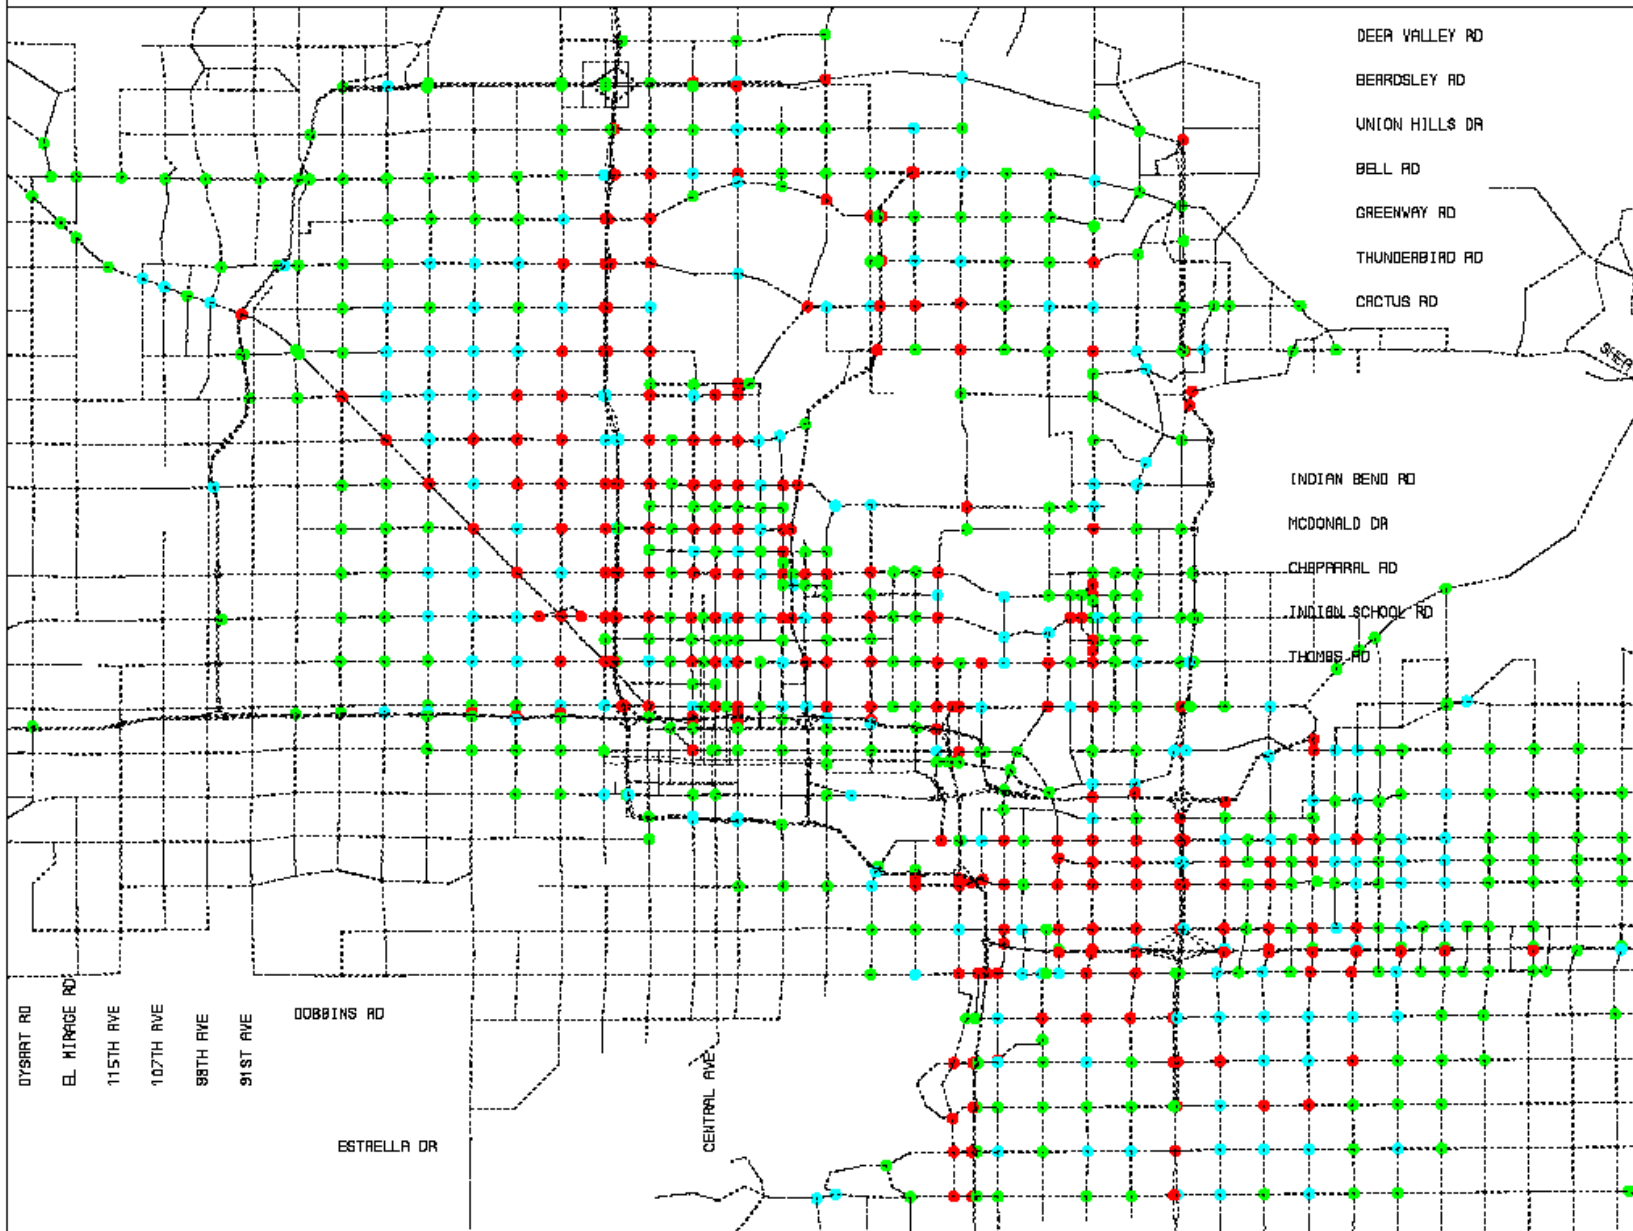 DEER VALLEY RD
BEARDSLEY RD
UNION HILLS DR
BELL RD
GREENWAY RD
THUNDERBIRD RD
CACTUS RD
SHEA
INDIAN BEND RD
MCDONALD DR
CHAPARRAL RD
INDIAN SCHOOL RD
THOMAS RD
DYSART RD
EL MIRAGE RD
115TH AVE
107TH AVE
99TH AVE
91ST AVE
DOBBINS RD
CENTRAL AVE
ESTRELLA DR